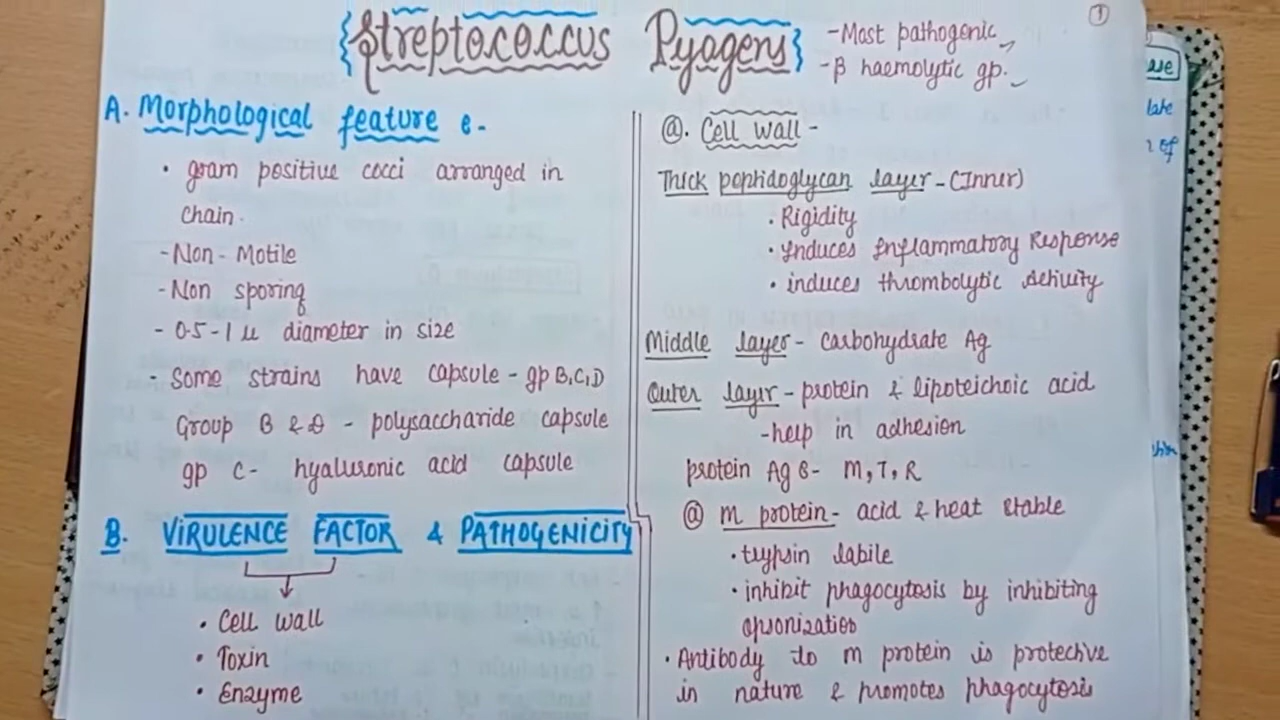 Streptococcus Pyogens
- Most pathogenic
- β haemolytic gp.
1
A. Morphological feature :-
• gram positive cocci arranged in
chain.
- Non-Motile
- Non sporing
- 0.5-1 μ diameter in size
- Some strains have capsule - gp B,C,D
Group B & D - polysaccharide capsule
gp C- hyalusonic acid capsule
B. VIRULENCE FACTOR & PATHOGENICITY
• Cell wall
• Toxin
• Enzyme
@. Cell wall -
Thick peptidoglycan layer - (Inner)
• Rigidity
• Induces Inflammatory Response
• induces thrombolytic activity
Middle layer - carbohydrate Ag
Outer layer - protein & lipoteichoic acid
- help in adhesion
protein Ag :- M, T, R
@ M protein - acid & heat stable
• trypsin labile
• inhibit phagocytosis by inhibiting
opsonization
• Antibody to M protein is protective
in nature & promotes phagocytosis
late
of